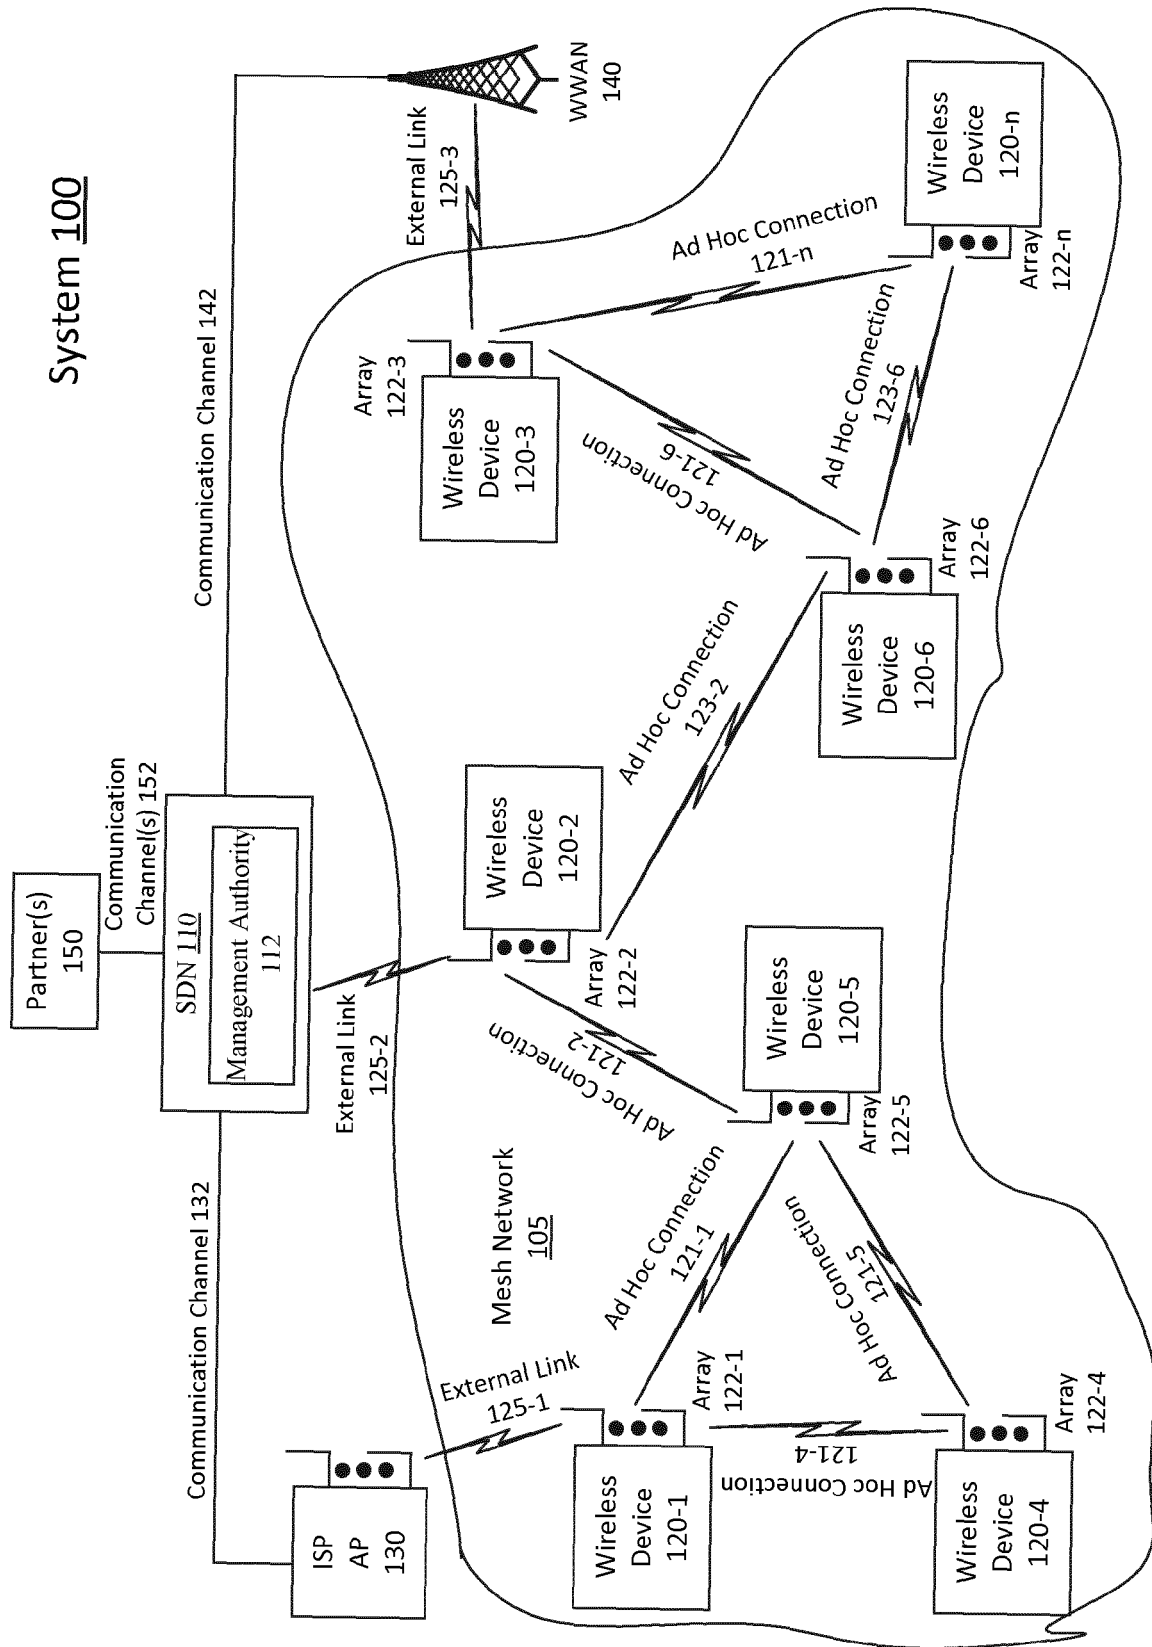 System 100
Partner(s)
150
Communication
Channel(s) 152
SDN 110
Management Authority
112
Communication Channel 132
Communication Channel 142
ISP
AP
130
External Link
125-1
External Link
125-2
External Link
125-3
WWAN
140
Mesh Network
105
Wireless
Device
120-1
Array
122-1
Wireless
Device
120-2
Array
122-2
Wireless
Device
120-3
Array
122-3
Wireless
Device
120-4
Array
122-4
Wireless
Device
120-5
Array
122-5
Wireless
Device
120-6
Array
122-6
Wireless
Device
120-n
Array
122-n
Ad Hoc Connection
121-1
Ad Hoc Connection
121-2
Ad Hoc Connection
123-2
Ad Hoc Connection
121-4
Ad Hoc Connection
121-5
Ad Hoc Connection
121-6
Ad Hoc Connection
123-6
Ad Hoc Connection
121-n